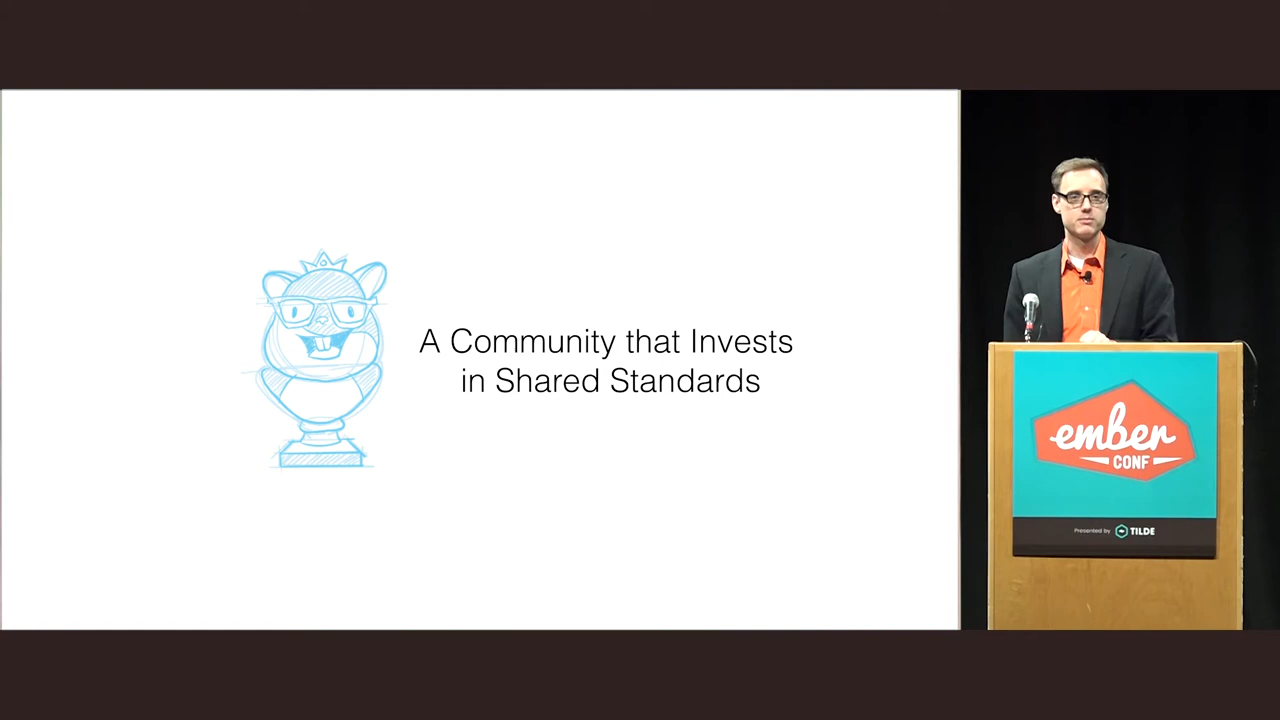 A Community that Invests
in Shared Standards
ember
CONF
Presented by TILDE